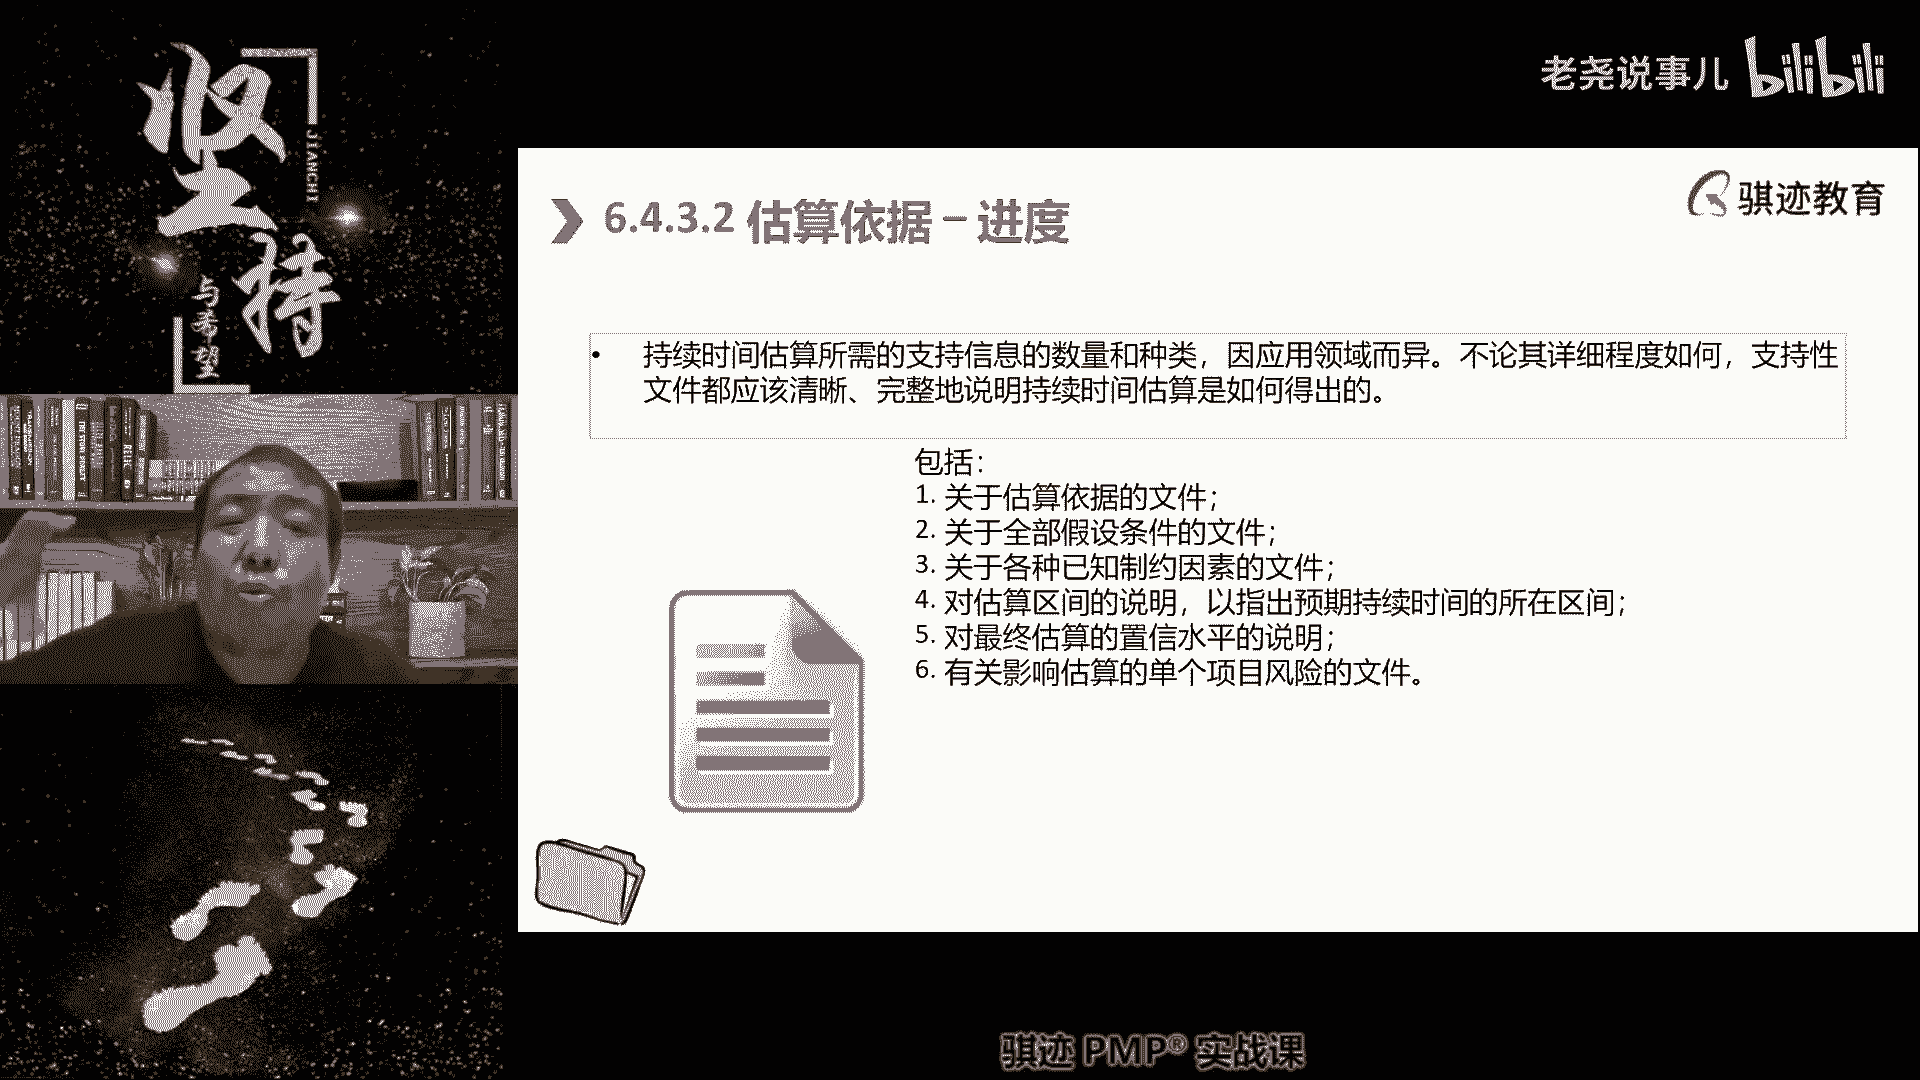 坚持
JIANCHI
与希望
老尧说事儿 bilibili
骐迹教育
6.4.3.2 估算依据 – 进度
• 持续时间估算所需的支持信息的数量和种类，因应用领域而异。不论其详细程度如何，支持性
文件都应该清晰、完整地说明持续时间估算是如何得出的。
包括：
1. 关于估算依据的文件；
2. 关于全部假设条件的文件；
3. 关于各种已知制约因素的文件；
4. 对估算区间的说明，以指出预期持续时间的所在区间；
5. 对最终估算的置信水平的说明；
6. 有关影响估算的单个项目风险的文件。
骐迹 PMP® 实战课